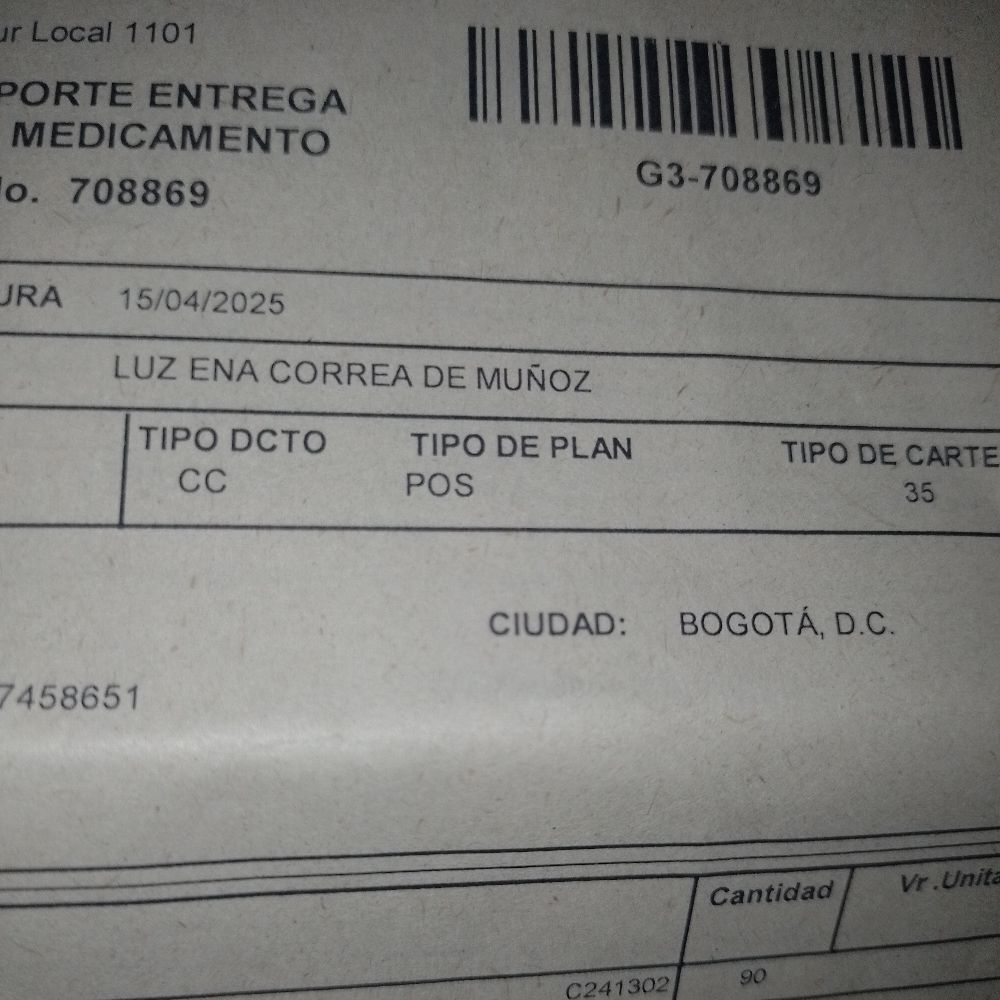 ur Local 1101
PORTE ENTREGA
MEDICAMENTO
No. 708869
G3-708869
URA 15/04/2025
LUZ ENA CORREA DE MUÑOZ
TIPO DCTO TIPO DE PLAN TIPO DE CARTE
CC POS 35
CIUDAD: BOGOTÁ, D.C.
7458651
Cantidad Vr.Unita
C241302 90